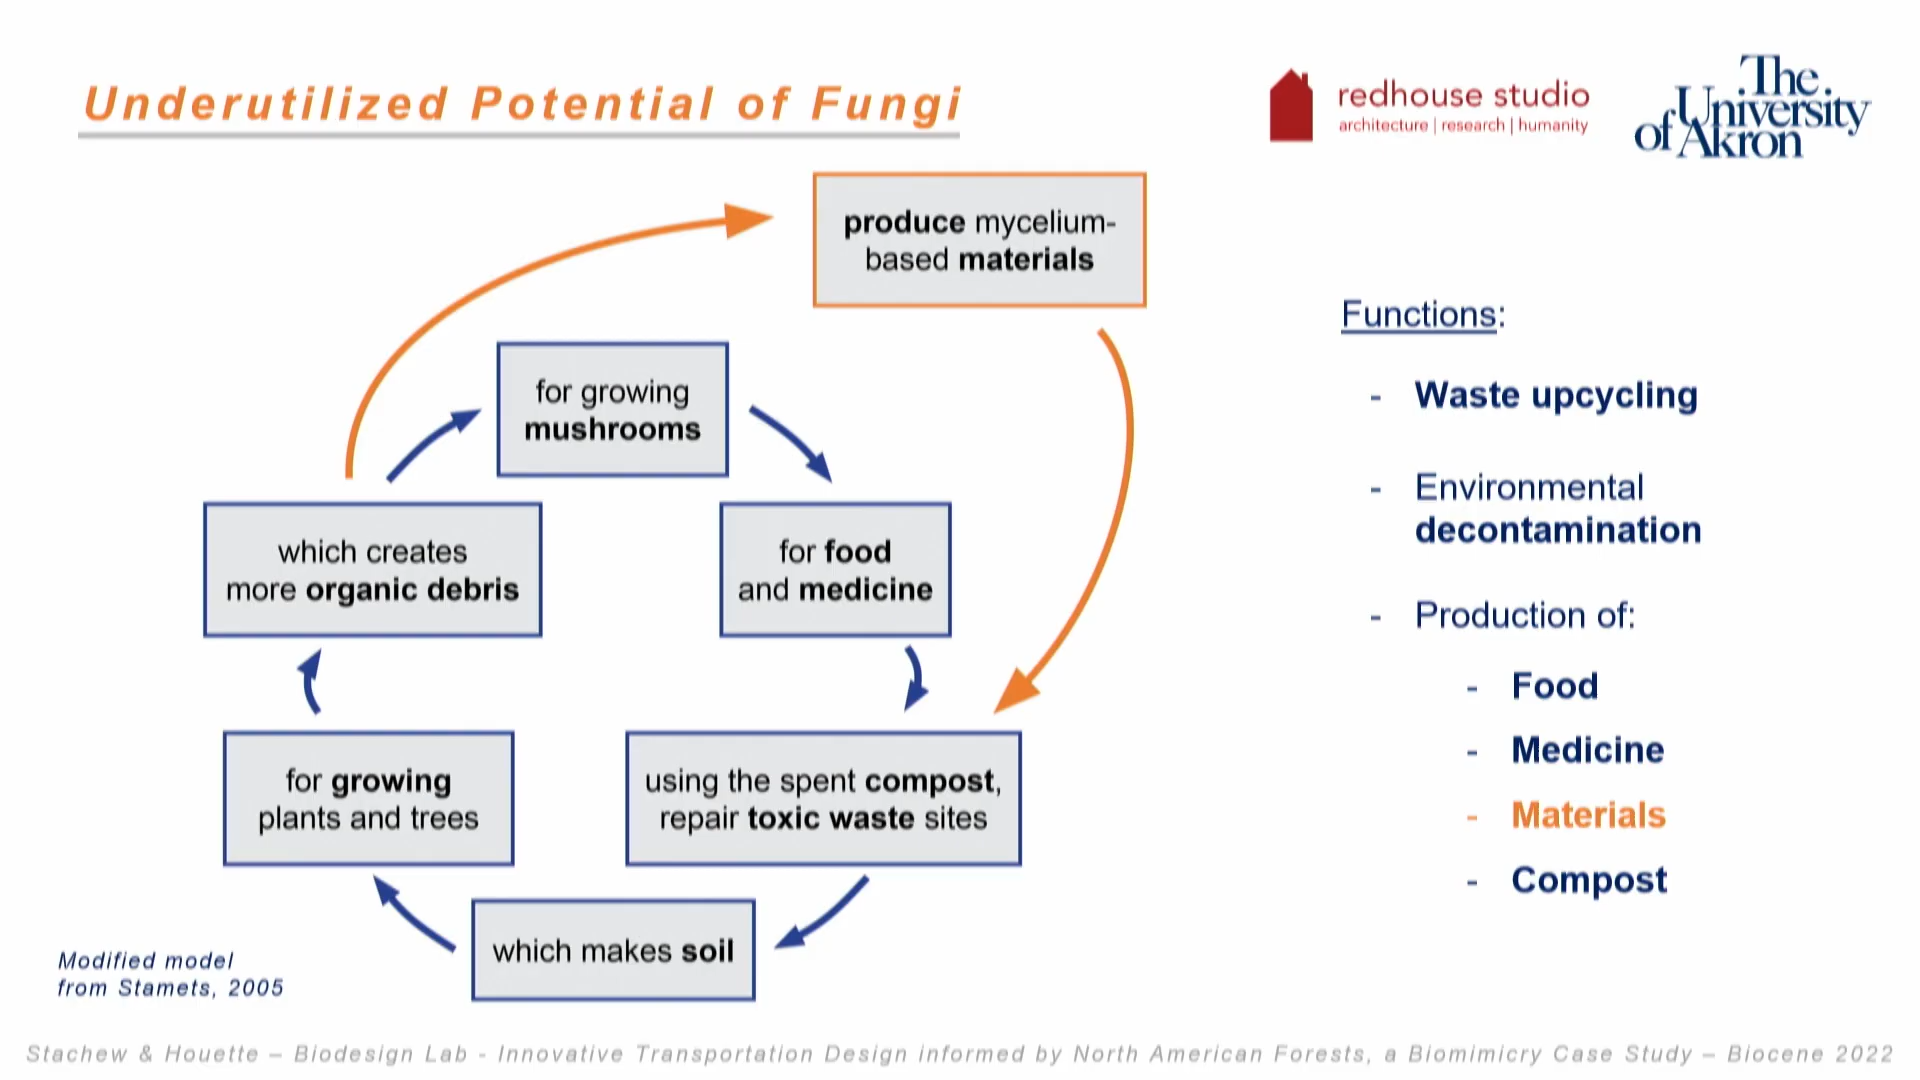 Underutilized Potential of Fungi
redhouse studio
architecture | research | humanity
The
University
of Akron
produce mycelium-
based materials
for growing
mushrooms
which creates
more organic debris
for food
and medicine
for growing
plants and trees
using the spent compost,
repair toxic waste sites
which makes soil
Modified model
from Stamets, 2005
Functions:
- Waste upcycling
- Environmental
decontamination
- Production of:
- Food
- Medicine
- Materials
- Compost
Stachew & Houette – Biodesign Lab - Innovative Transportation Design informed by North American Forests, a Biomimicry Case Study – Biocene 2022